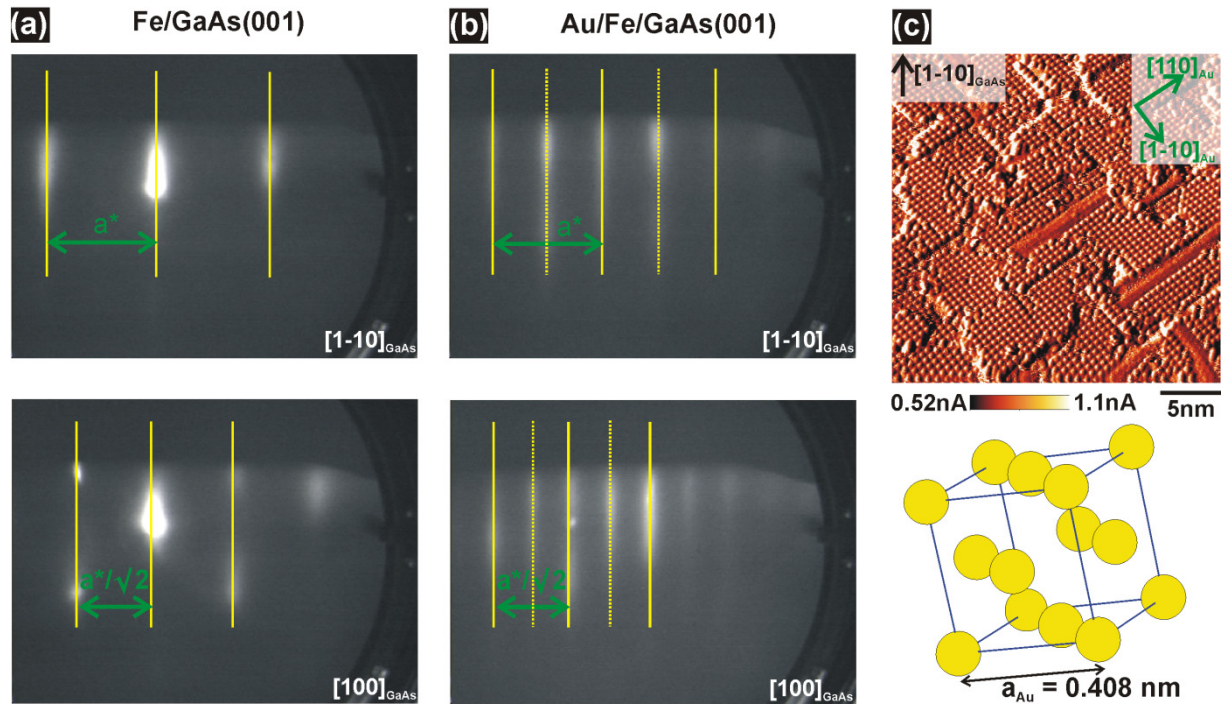 (a) Fe/GaAs(001)
a*
[1-10]GaAs
a*/√2
[100]GaAs
(b) Au/Fe/GaAs(001)
a*
[1-10]GaAs
a*/√2
[100]GaAs
(c)
[1-10]GaAs
[110]Au
[1-10]Au
0.52nA 1.1nA 5nm
aAu = 0.408 nm